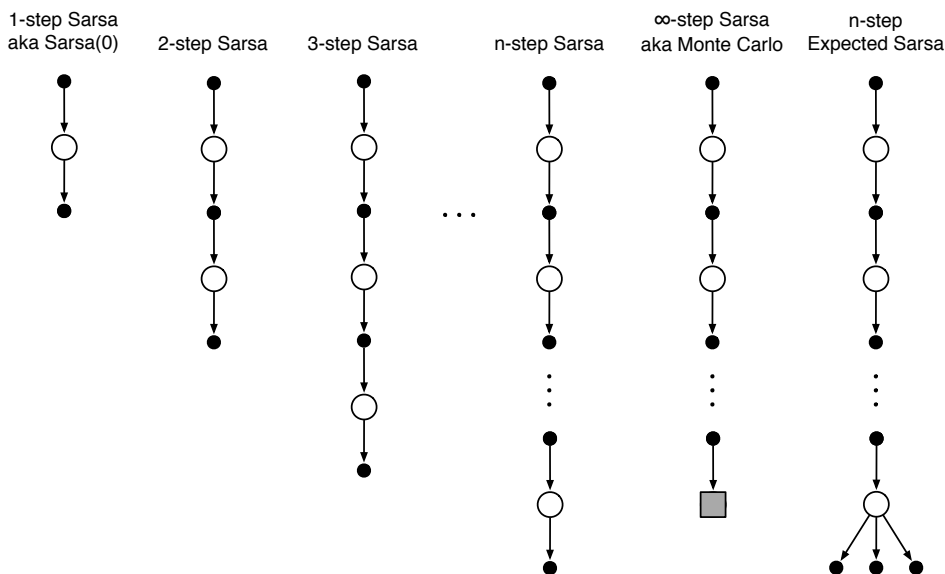 1-step Sarsa
aka Sarsa(0)
2-step Sarsa
3-step Sarsa
n-step Sarsa
∞-step Sarsa
aka Monte Carlo
n-step
Expected Sarsa